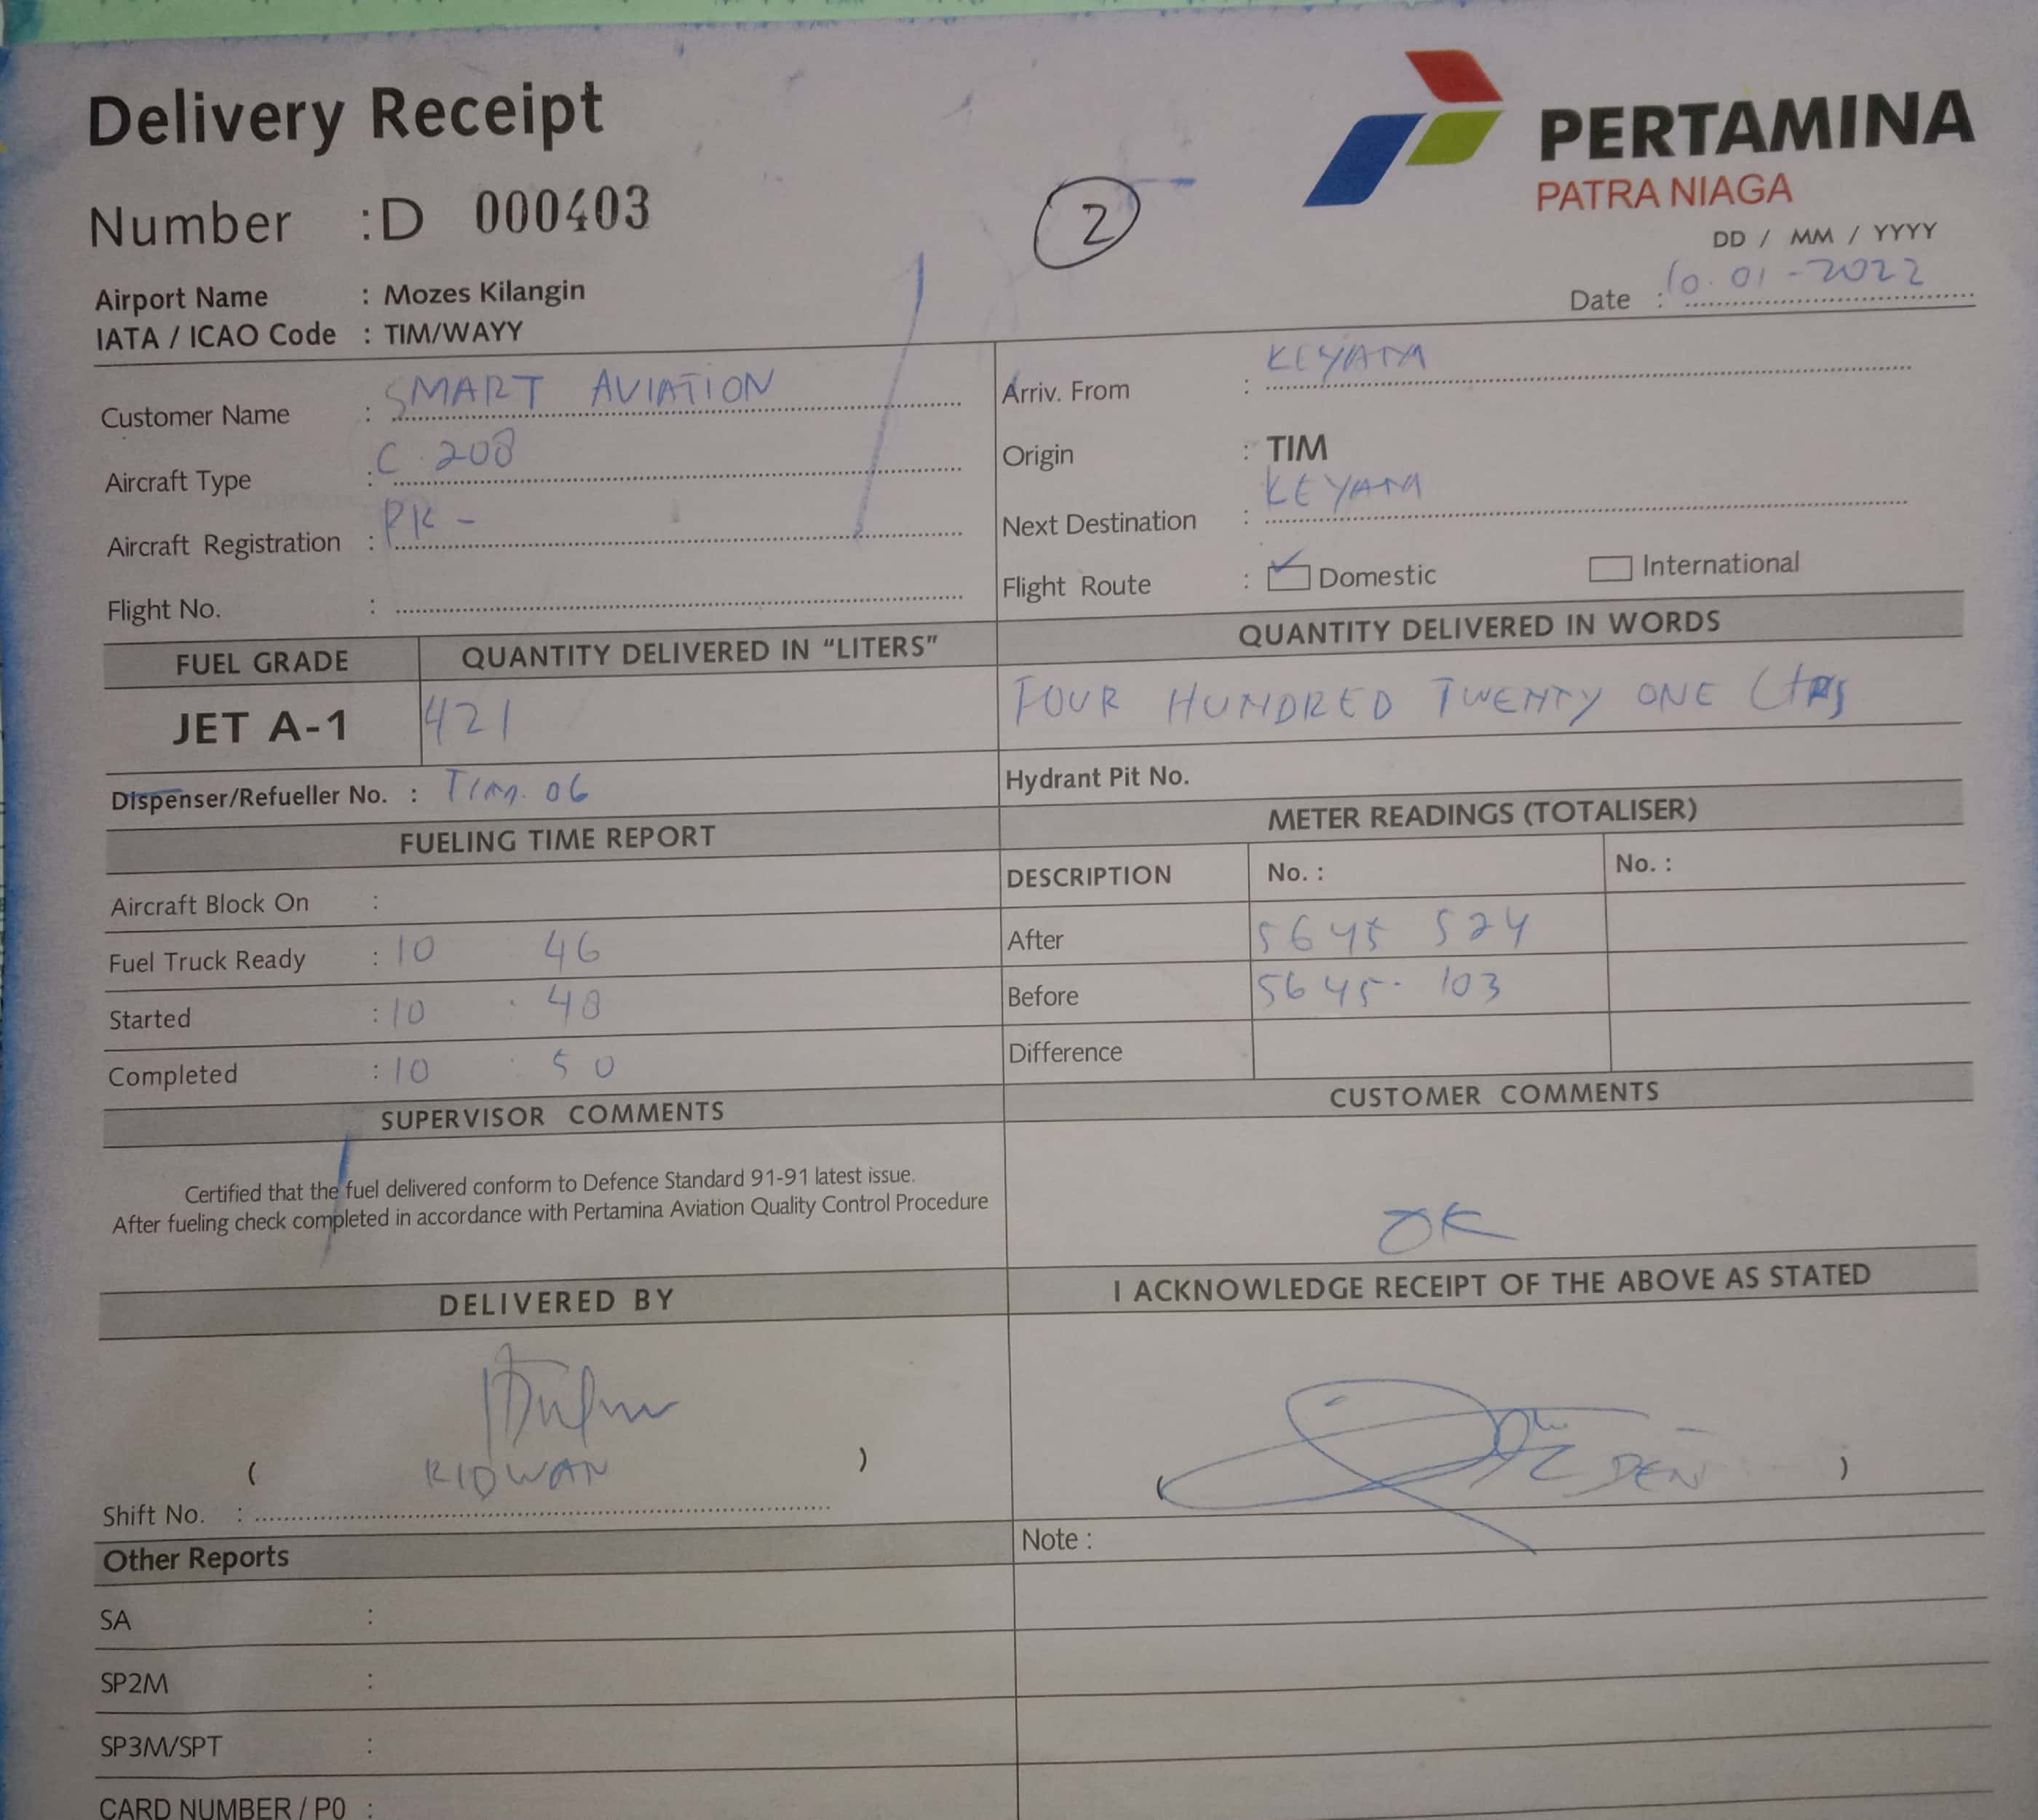 Delivery Receipt
PERTAMINA
PATRA NIAGA
Number : D 000403
2
DD / MM / YYYY
Date : 10.01-2022
Airport Name : Mozes Kilangin
IATA / ICAO Code : TIM/WAYY
Customer Name : SMART AVIATION
Arriv. From : KEYATA
Aircraft Type : C 208
Origin : TIM
Aircraft Registration : PK -
Next Destination : KEYATA
Flight No. :
Flight Route : Domestic International
FUEL GRADE QUANTITY DELIVERED IN “LITERS” QUANTITY DELIVERED IN WORDS
JET A-1 421 FOUR HUNDRED TWENTY ONE Ltrs
Dispenser/Refueller No. : TIM. 06
Hydrant Pit No.
FUELING TIME REPORT METER READINGS (TOTALISER)
DESCRIPTION No. : No. :
Aircraft Block On :
After 5645 524
Fuel Truck Ready : 10 46
Before 5645. 103
Started : 10 . 48
Difference
Completed : 10 . 50
SUPERVISOR COMMENTS CUSTOMER COMMENTS
Certified that the fuel delivered conform to Defence Standard 91-91 latest issue.
After fueling check completed in accordance with Pertamina Aviation Quality Control Procedure
OK
DELIVERED BY I ACKNOWLEDGE RECEIPT OF THE ABOVE AS STATED
( RIDWAN )
( )
Shift No. :
Note :
Other Reports
SA :
SP2M :
SP3M/SPT :
CARD NUMBER / PO :